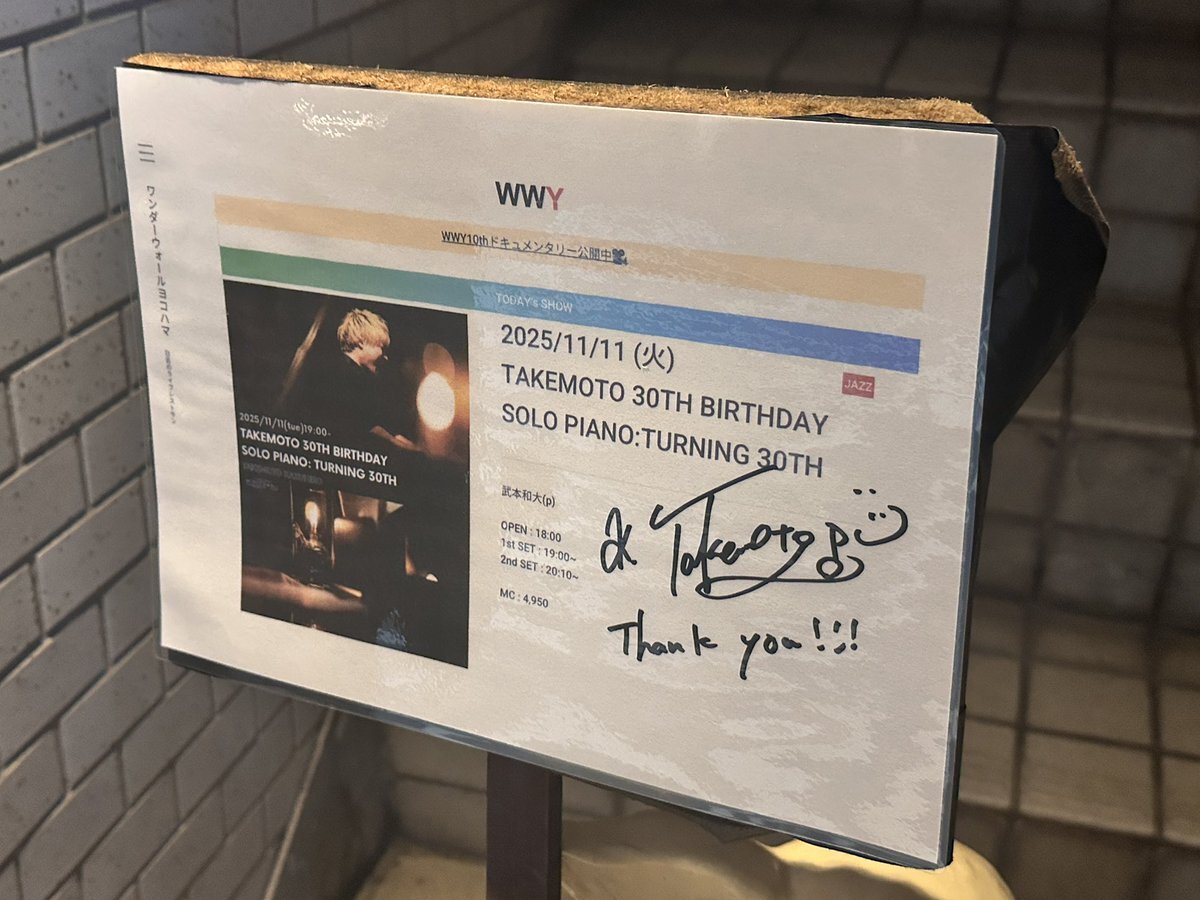 WWY
WWY10thドキュメンタリー公開中
TODAY's SHOW
ワンダーウォールヨコハマ
2025/11/11(tue)19:00-
TAKEMOTO 30TH BIRTHDAY
SOLO PIANO: TURNING 30TH
2025/11/11 (火)
JAZZ
TAKEMOTO 30TH BIRTHDAY
SOLO PIANO:TURNING 30TH
武本和大(p)
OPEN : 18:00
1st SET : 19:00~
2nd SET : 20:10~
MC : 4,950
K. Takemoto
Thank you!!!